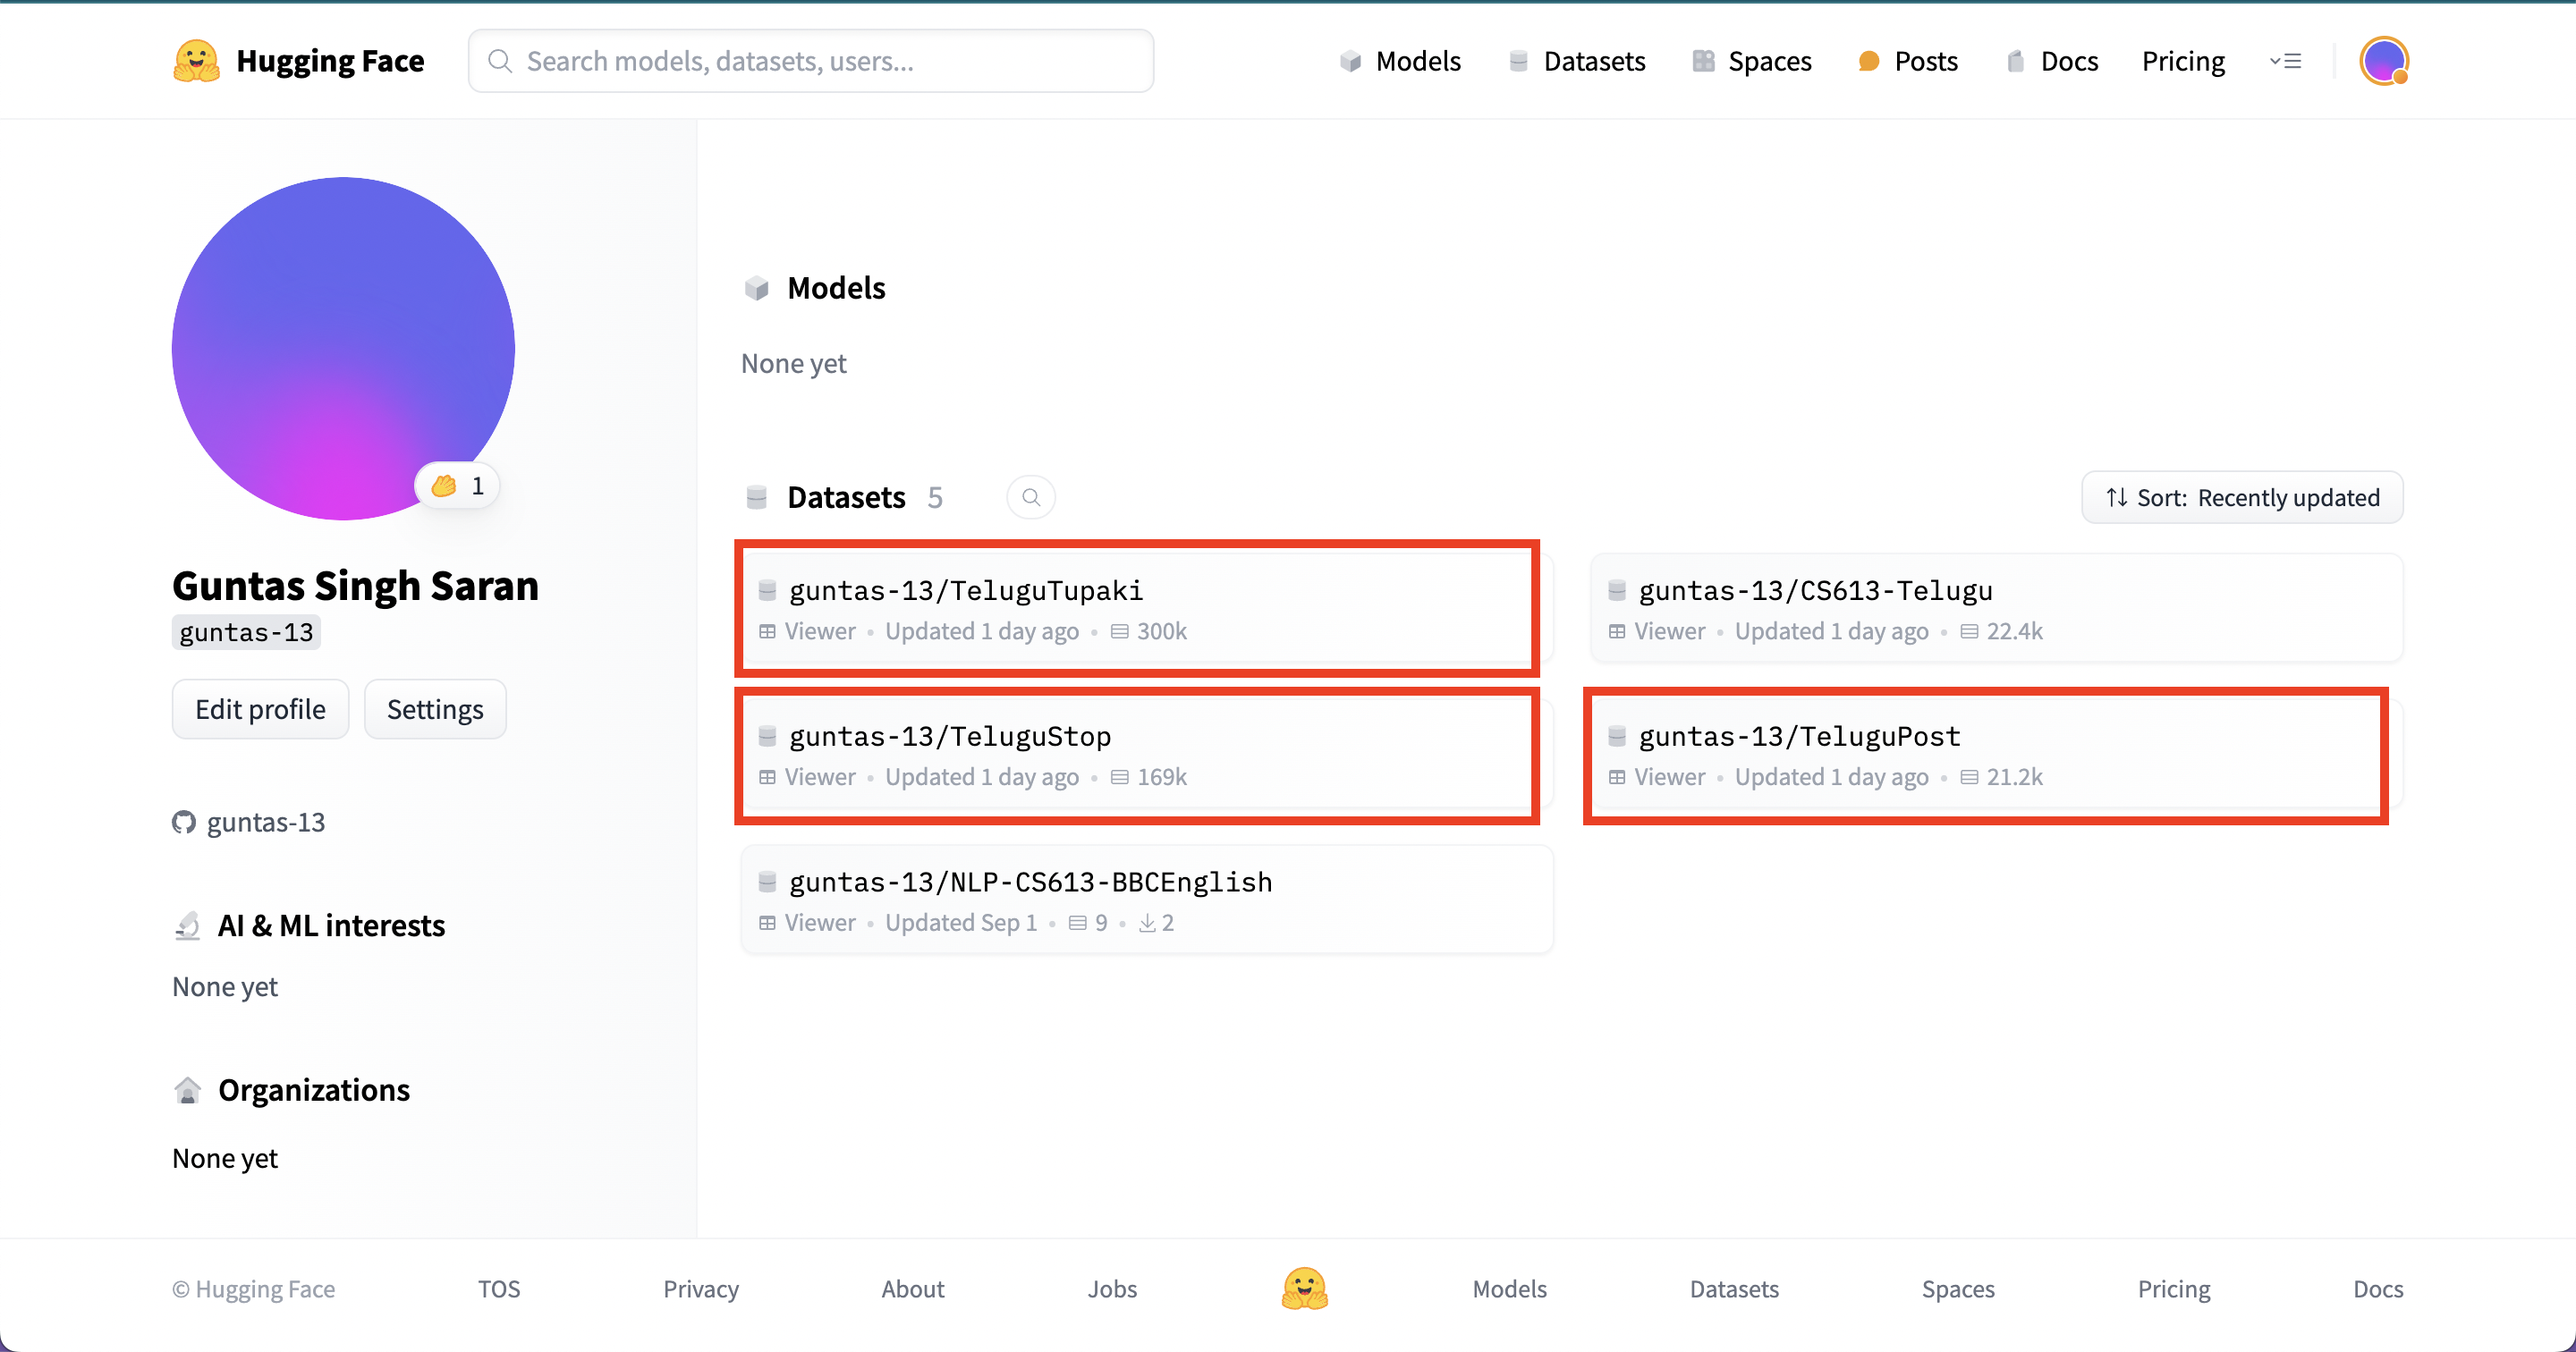 Hugging Face
Search models, datasets, users...
Models
Datasets
Spaces
Posts
Docs
Pricing
1
Guntas Singh Saran
guntas-13
Edit profile
Settings
guntas-13
AI & ML interests
None yet
Organizations
None yet
Models
None yet
Datasets 5
Sort: Recently updated
guntas-13/TeluguTupaki
Viewer • Updated 1 day ago • 300k
guntas-13/CS613-Telugu
Viewer • Updated 1 day ago • 22.4k
guntas-13/TeluguStop
Viewer • Updated 1 day ago • 169k
guntas-13/TeluguPost
Viewer • Updated 1 day ago • 21.2k
guntas-13/NLP-CS613-BBCEnglish
Viewer • Updated Sep 1 • 9 • 2
© Hugging Face
TOS
Privacy
About
Jobs
Models
Datasets
Spaces
Pricing
Docs